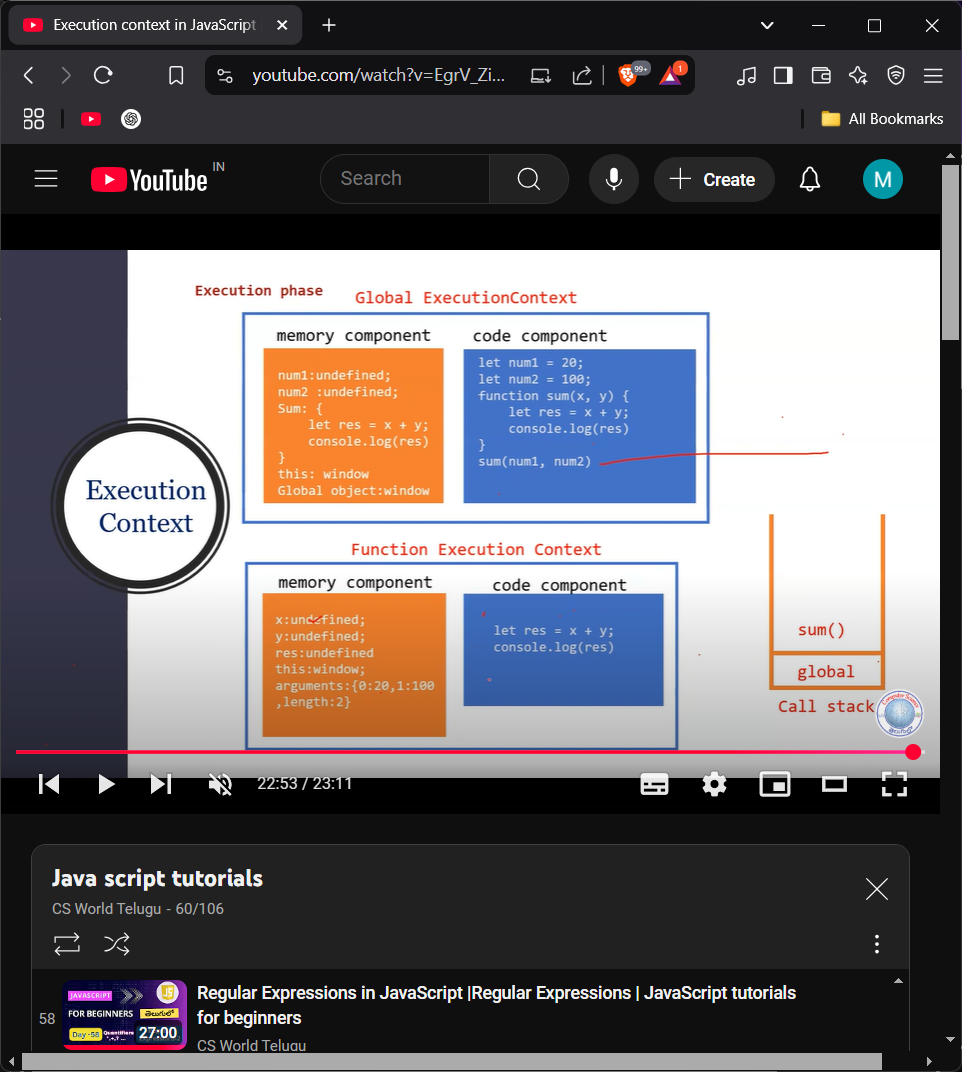 Execution context in JavaScript
youtube.com/watch?v=EgrV_Zi...
99+
1
All Bookmarks
YouTube
IN
Search
Create
M
Execution phase
Global ExecutionContext
memory component
code component
num1:undefined;
num2 :undefined;
Sum: {
let res = x + y;
console.log(res)
}
this: window
Global object:window
let num1 = 20;
let num2 = 100;
function sum(x, y) {
let res = x + y;
console.log(res)
}
sum(num1, num2)
Execution
Context
Function Execution Context
memory component
code component
x:undefined;
y:undefined;
res:undefined
this:window;
arguments:{0:20,1:100
,length:2}
let res = x + y;
console.log(res)
sum()
global
Call stack
Computer Science
22:53 / 23:11
Java script tutorials
CS World Telugu - 60/106
58
JAVASCRIPT
JS
FOR BEGINNERS
తెలుగులో
Day -58
Quantifiers
27:00
Regular Expressions in JavaScript |Regular Expressions | JavaScript tutorials
for beginners
CS World Telugu